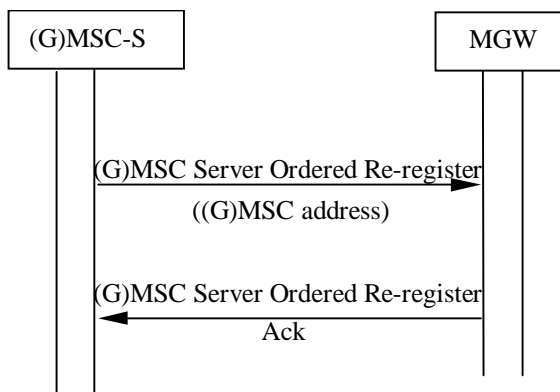 (G)MSC-S
MGW
(G)MSC Server Ordered Re-register
((G)MSC address)
(G)MSC Server Ordered Re-register
Ack